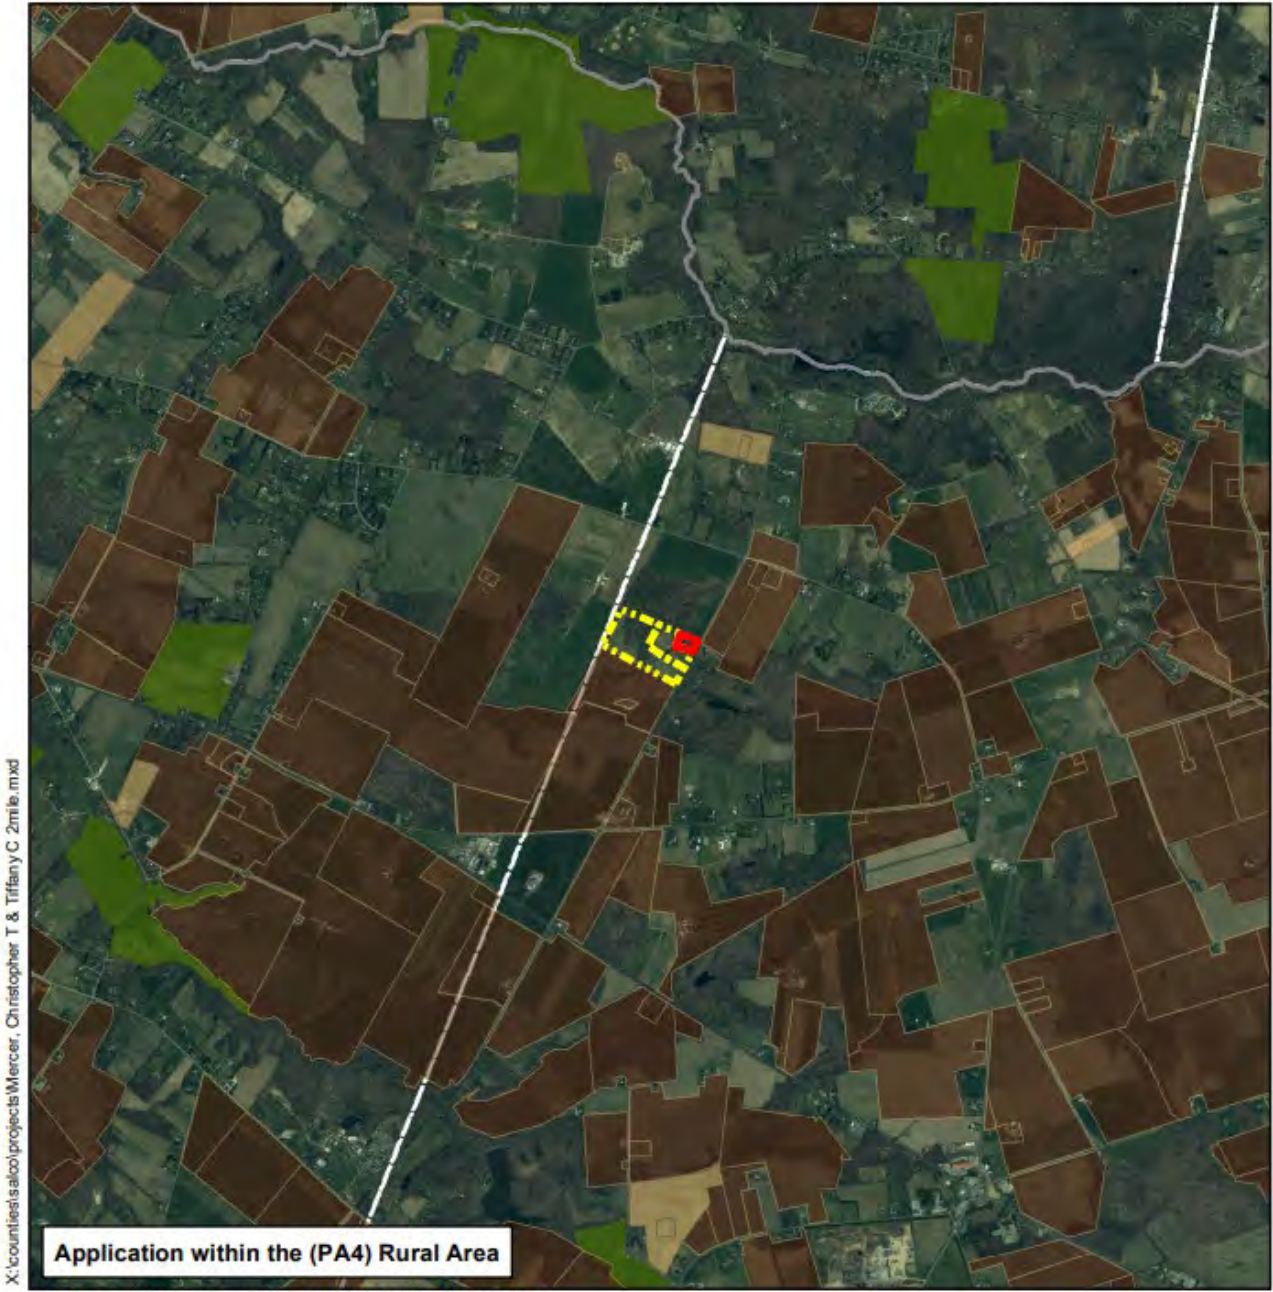 X:\counties\salco\projects\Mercer, Christopher T & Tiffany C 2mile.mxd
Application within the (PA4) Rural Area